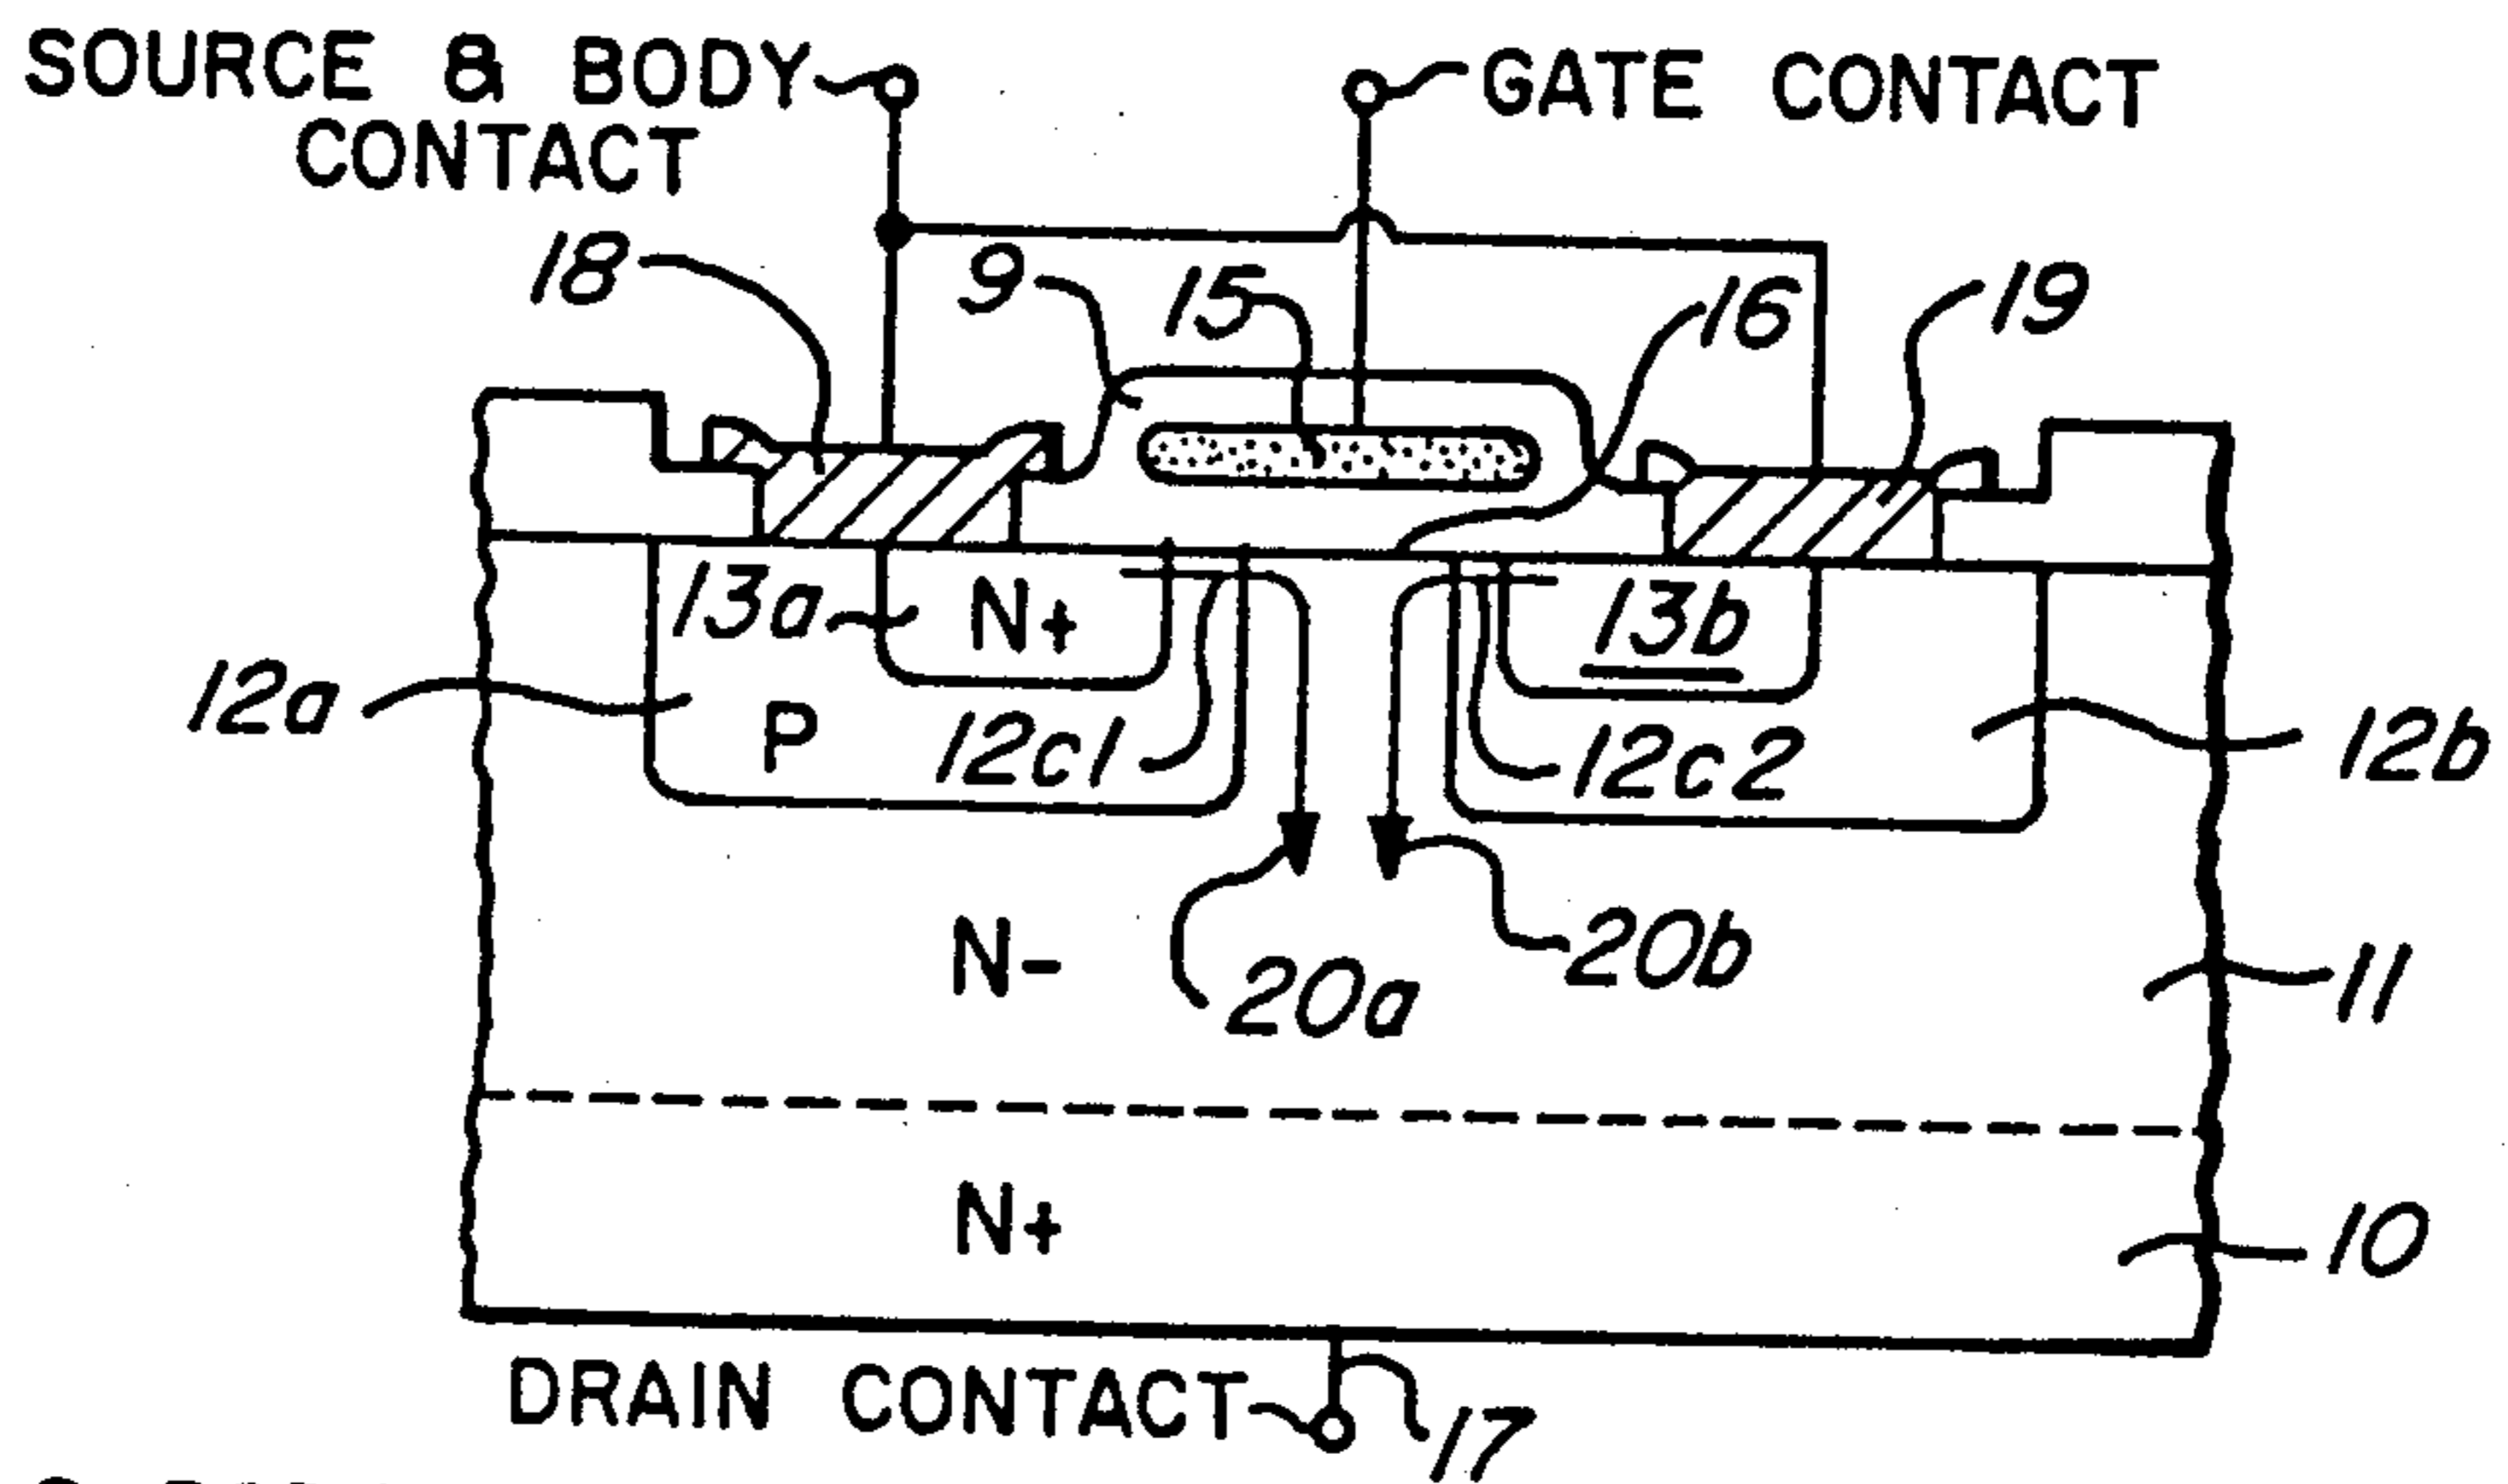 SOURCE & BODY
CONTACT
GATE CONTACT
18
9
15
16
19
13a
N+
13b
12a
P
12c1
12c2
12b
N-
20a
20b
11
N+
10
DRAIN CONTACT
17